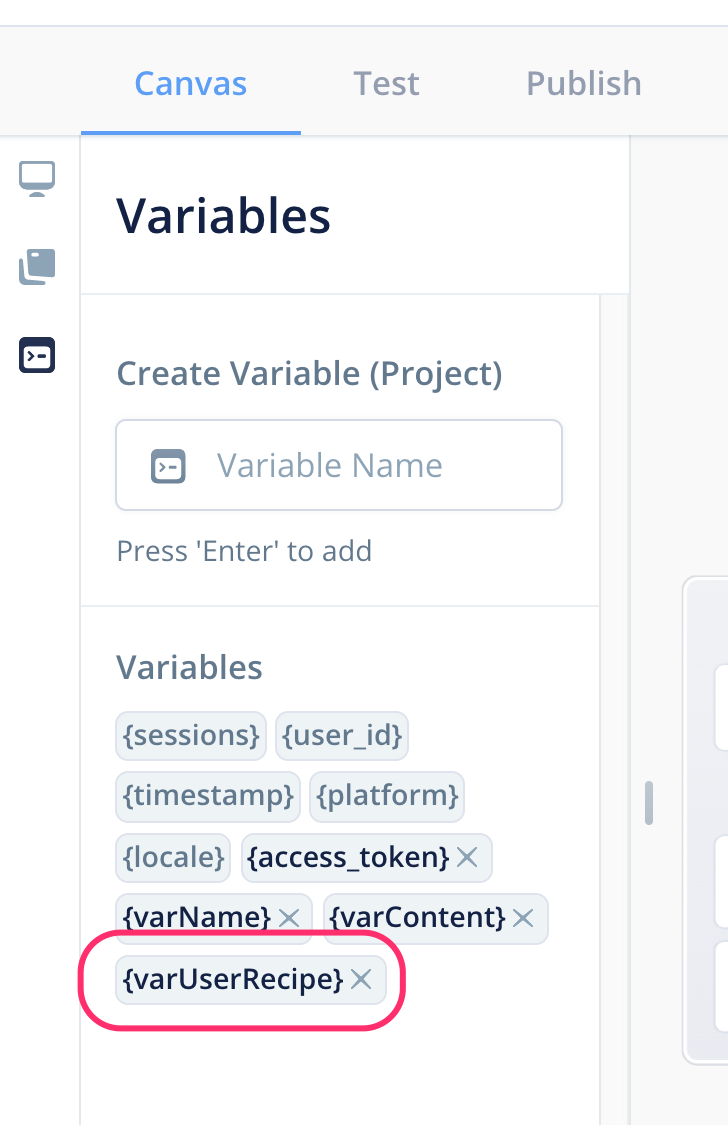 Canvas Test Publish
Variables
Create Variable (Project)
Variable Name
Press 'Enter' to add
Variables
{sessions} {user_id}
{timestamp} {platform}
{locale} {access_token}
{varName} {varContent}
{varUserRecipe}